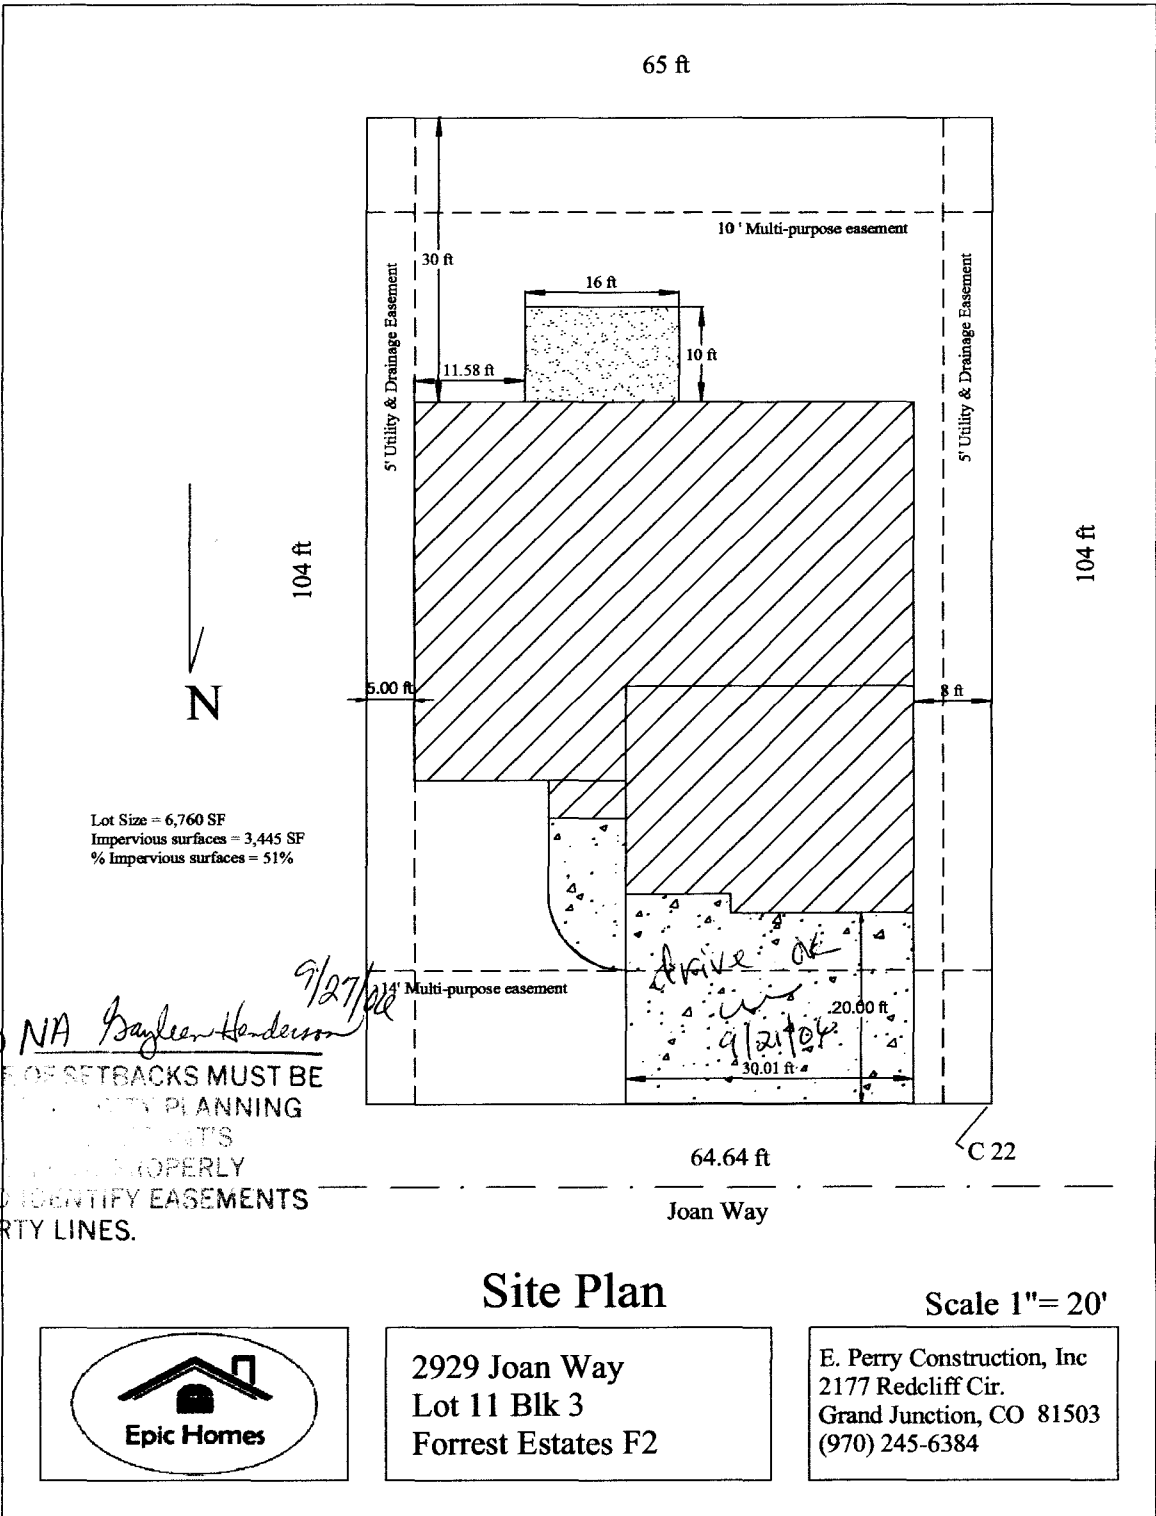 65 ft
10 ' Multi-purpose easement
30 ft
16 ft
5' Utility & Drainage Easement
5' Utility & Drainage Easement
10 ft
11.58 ft
104 ft
104 ft
5.00 ft
8 ft
N
Lot Size = 6,760 SF
Impervious surfaces = 3,445 SF
% Impervious surfaces = 51%
drive OK
9/21/04
14' Multi-purpose easement
20.00 ft
30.01 ft
9/27/04
NA Gayleen Henderson
OF SETBACKS MUST BE
PLANNING
IDENTIFY EASEMENTS
RTY LINES.
64.64 ft
C 22
Joan Way
Site Plan
Scale 1"= 20'
Epic Homes
2929 Joan Way
Lot 11 Blk 3
Forrest Estates F2
E. Perry Construction, Inc
2177 Redcliff Cir.
Grand Junction, CO 81503
(970) 245-6384